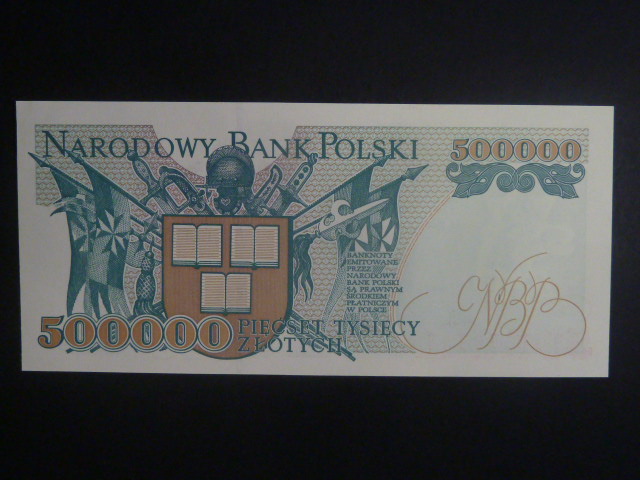 NARODOWY BANK POLSKI
500000
BANKNOTY
EMITOWANE
PRZEZ
NARODOWY
BANK POLSKI
SĄ PRAWNYM
ŚRODKIEM
PŁATNICZYM
W POLSCE
NBP
500000
PIĘĆSET TYSIĘCY
ZŁOTYCH